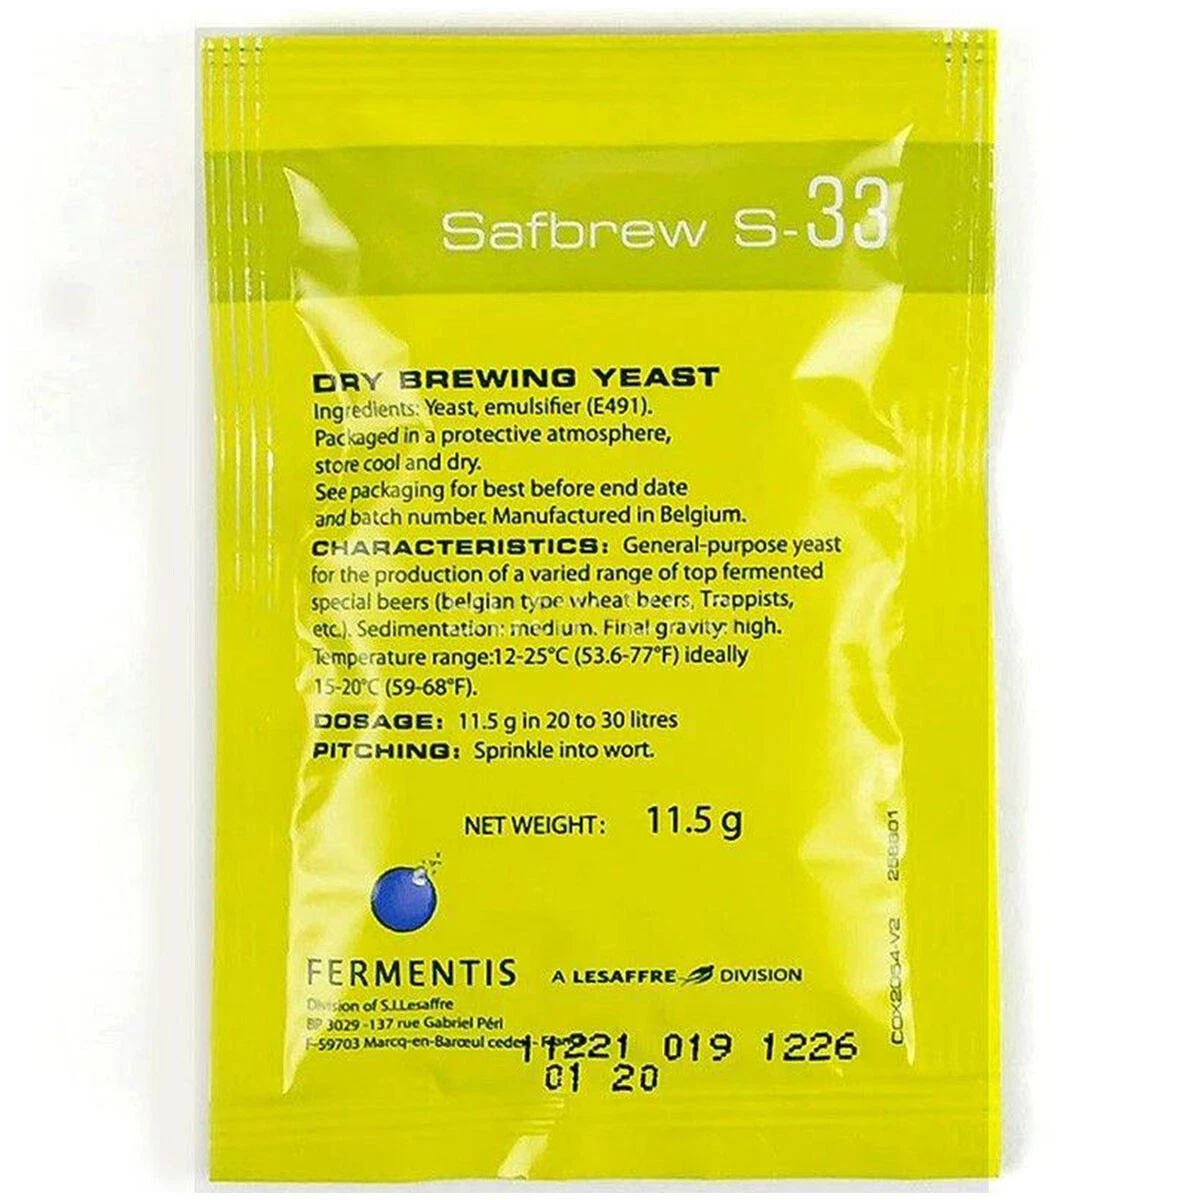 Safbrew S-33
DRY BREWING YEAST
Ingredients: Yeast, emulsifier (E491).
Packaged in a protective atmosphere,
store cool and dry.
See packaging for best before end date
and batch number. Manufactured in Belgium.
CHARACTERISTICS: General-purpose yeast
for the production of a varied range of top fermented
special beers (belgian type wheat beers, Trappists,
etc.). Sedimentation: medium. Final gravity: high.
Temperature range:12-25°C (53.6-77°F) ideally
15-20°C (59-68°F).
DOSAGE: 11.5 g in 20 to 30 litres
PITCHING: Sprinkle into wort.
NET WEIGHT: 11.5 g
FERMENTIS A LESAFFRE DIVISION
Division of S.I.Lesaffre
BP 3029 -137 rue Gabriel Péri
F-59703 Marcq-en-Barœul cedex -
11221 019 1226
01 20
COX2054-V2